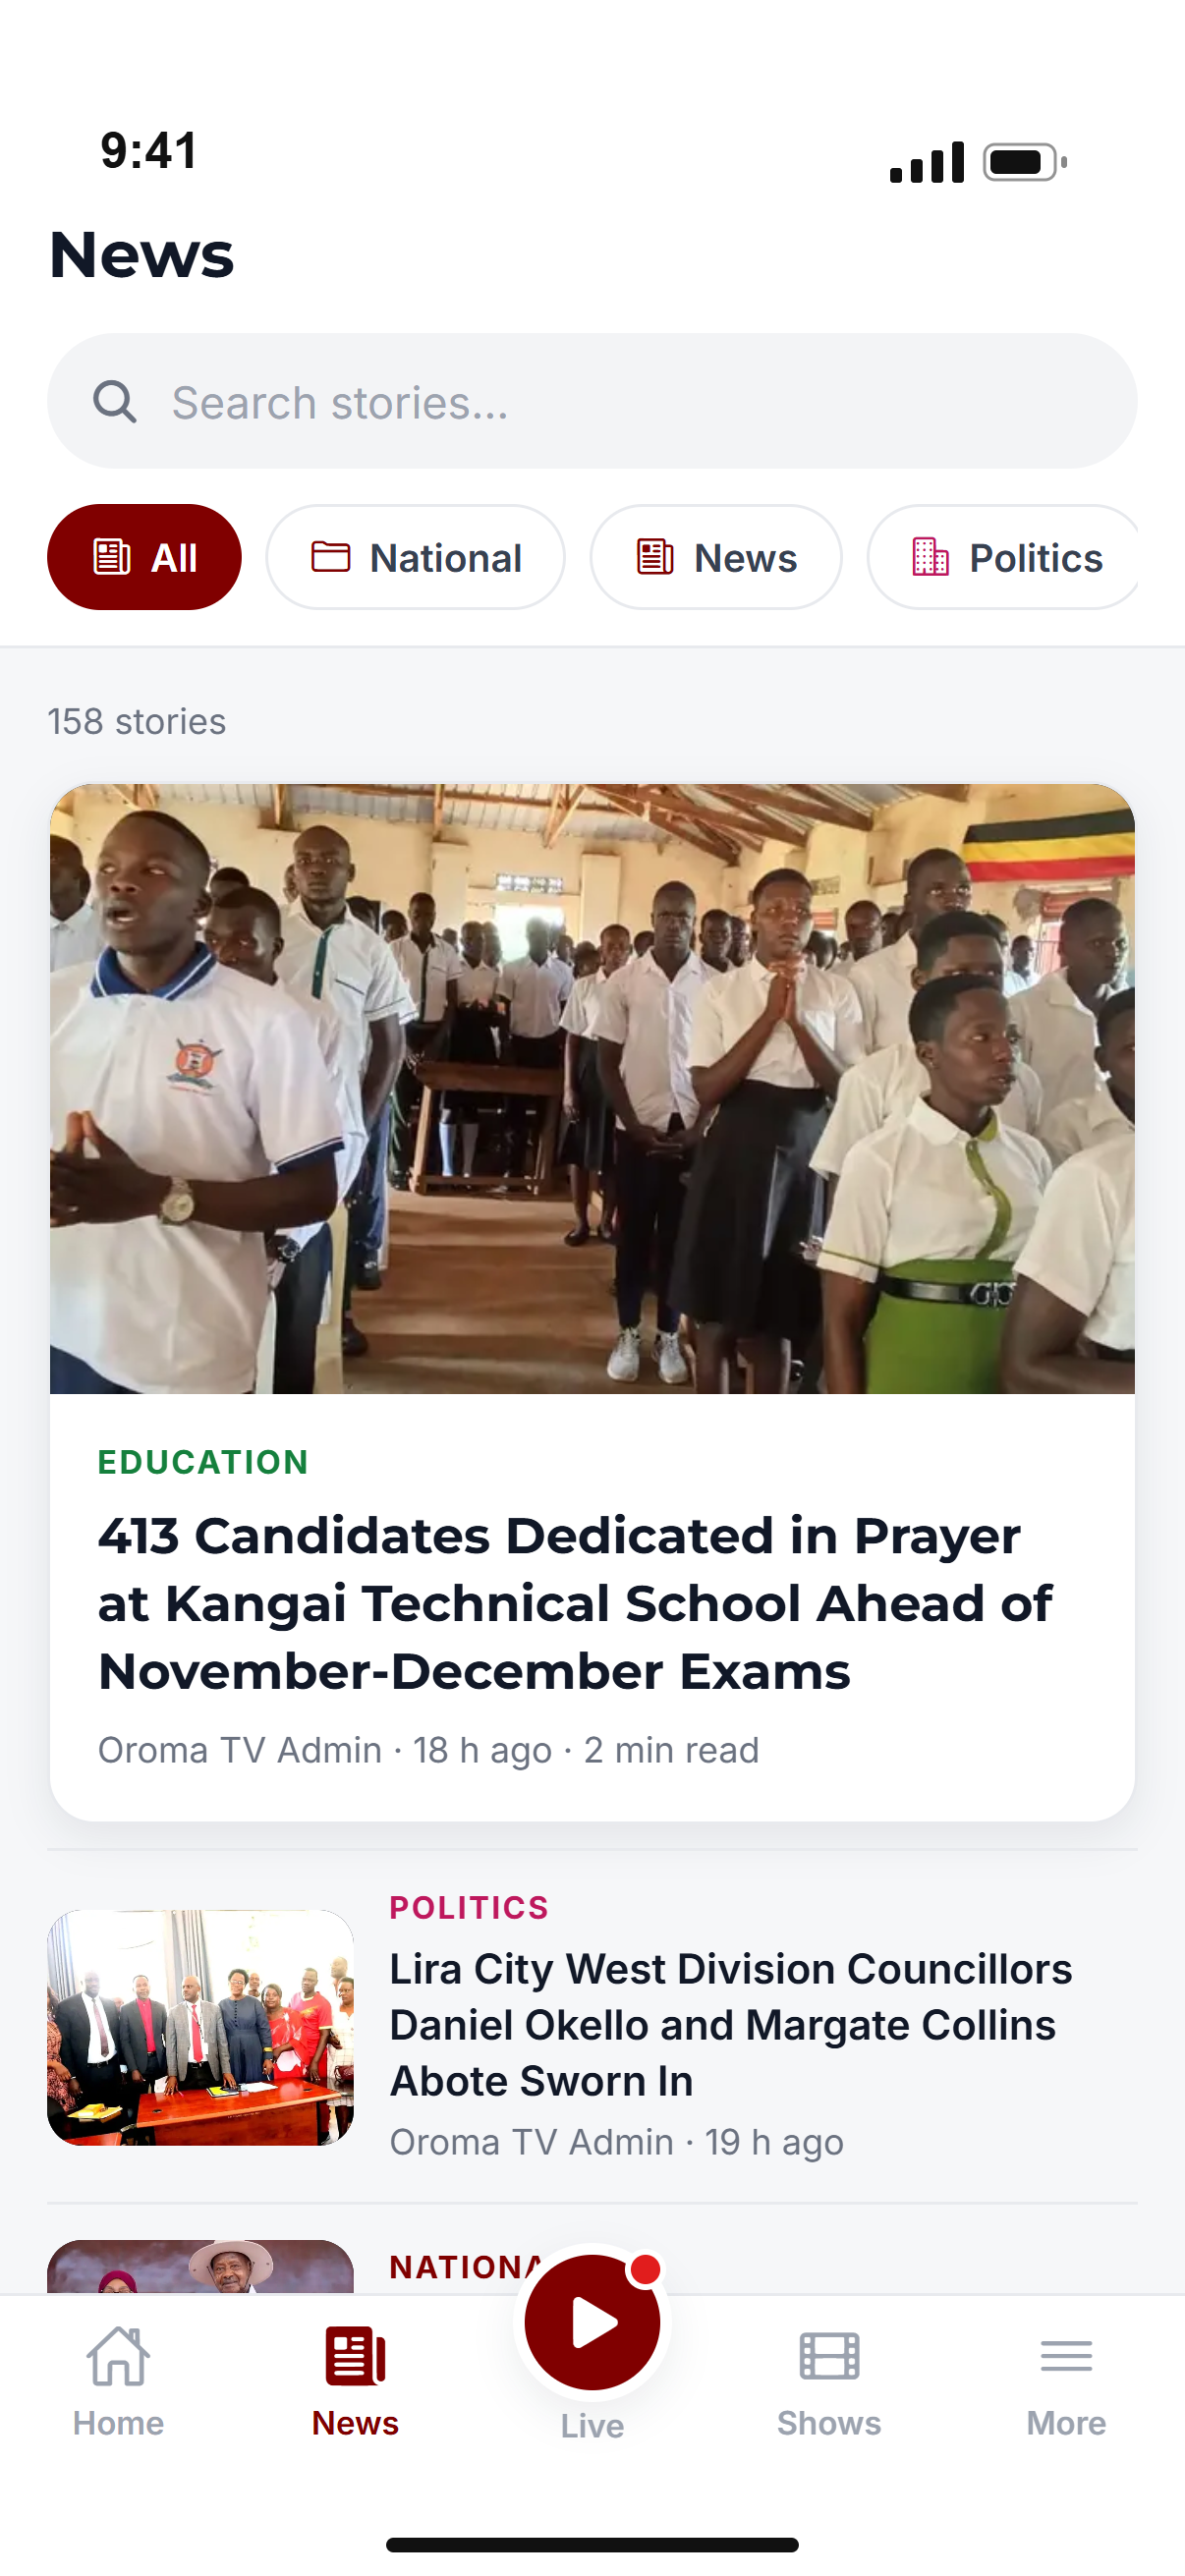 9:41
News
Search stories...
All
National
News
Politics
158 stories
EDUCATION
413 Candidates Dedicated in Prayer
at Kangai Technical School Ahead of
November-December Exams
Oroma TV Admin · 18 h ago · 2 min read
POLITICS
Lira City West Division Councillors
Daniel Okello and Margate Collins
Abote Sworn In
Oroma TV Admin · 19 h ago
Home
News
Live
Shows
More